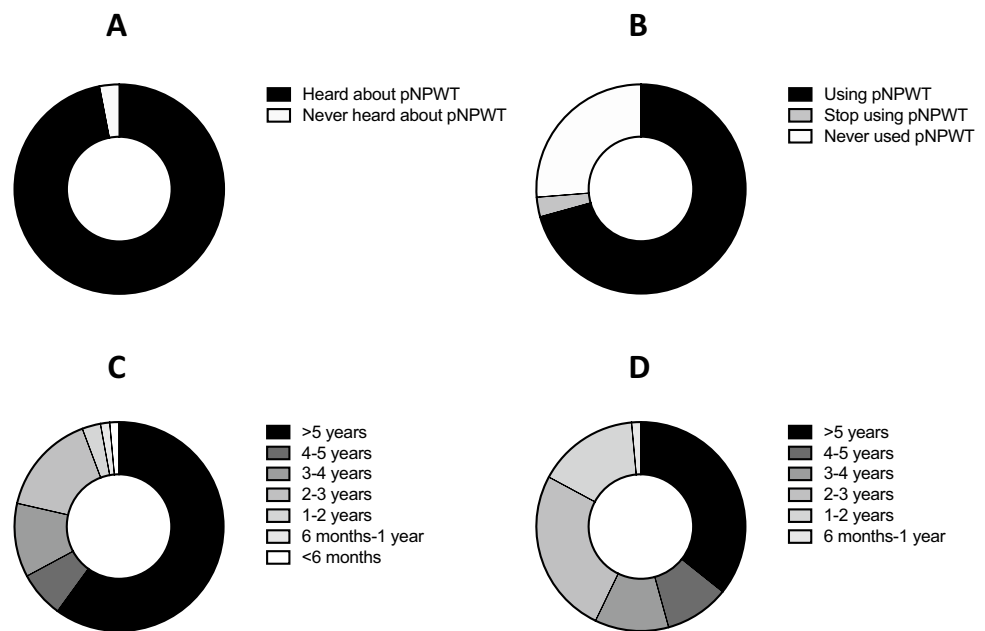 A
Heard about pNPWT
Never heard about pNPWT
B
Using pNPWT
Stop using pNPWT
Never used pNPWT
C
>5 years
4-5 years
3-4 years
2-3 years
1-2 years
6 months-1 year
<6 months
D
>5 years
4-5 years
3-4 years
2-3 years
1-2 years
6 months-1 year